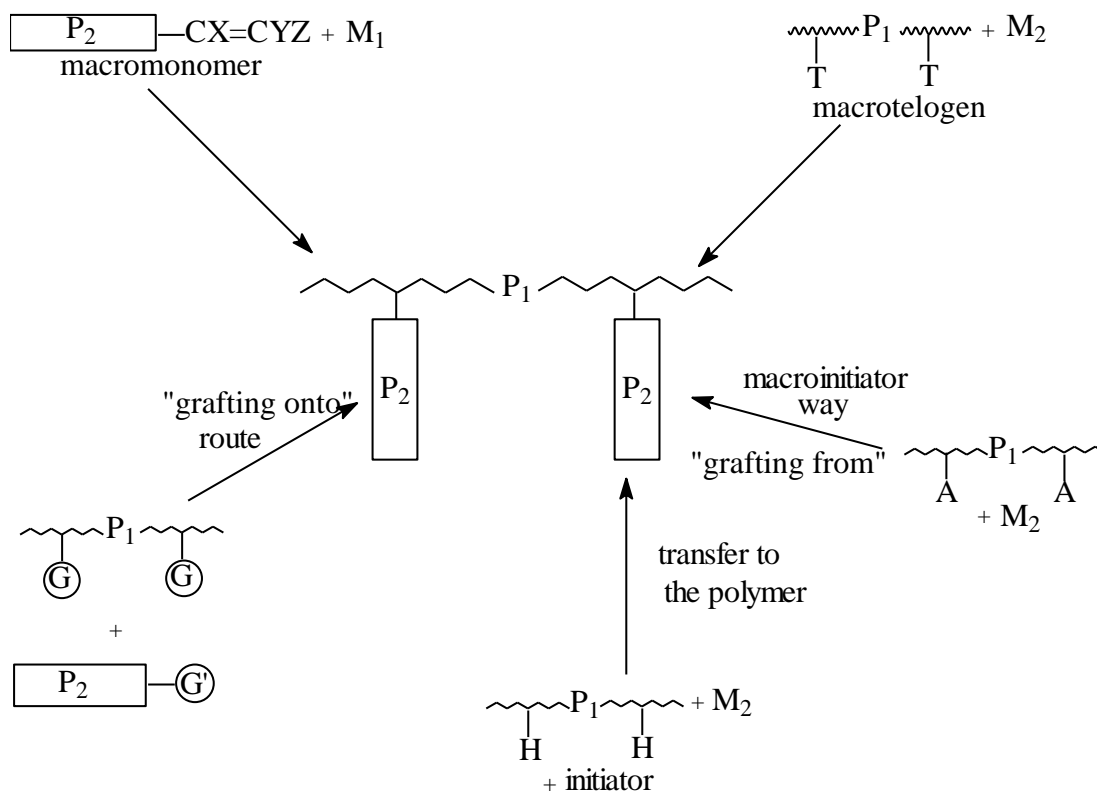 P₂ —CX=CYZ + M₁
macromonomer
P₁ + M₂
T T
macrotelogen
P₁
P₂ P₂
"grafting onto"
route
macroinitiator
way
"grafting from"
P₁
A A
+ M₂
P₁
G G
+
P₂ G'
transfer to
the polymer
P₁ + M₂
H H
+ initiator